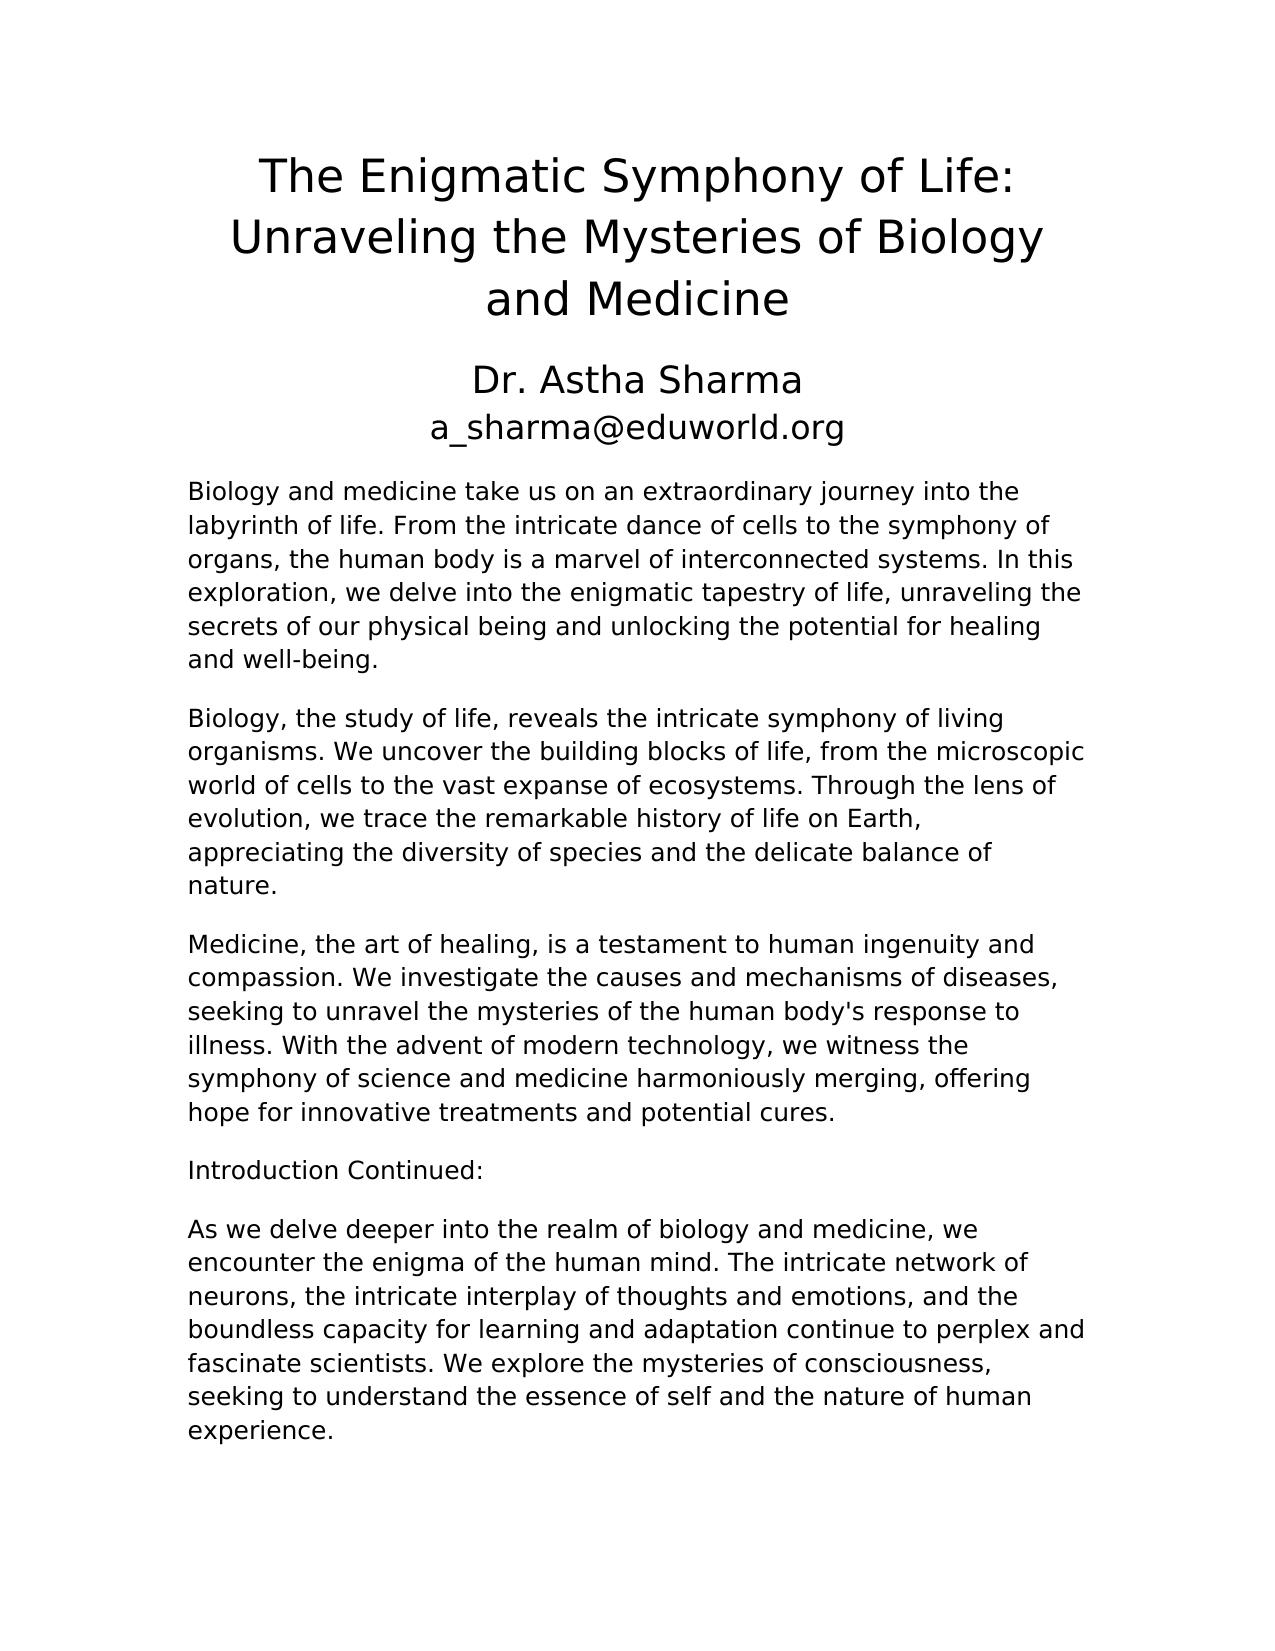 The Enigmatic Symphony of Life:
Unraveling the Mysteries of Biology
and Medicine
Dr. Astha Sharma
a_sharma@eduworld.org
Biology and medicine take us on an extraordinary journey into the
labyrinth of life. From the intricate dance of cells to the symphony of
organs, the human body is a marvel of interconnected systems. In this
exploration, we delve into the enigmatic tapestry of life, unraveling the
secrets of our physical being and unlocking the potential for healing
and well-being.
Biology, the study of life, reveals the intricate symphony of living
organisms. We uncover the building blocks of life, from the microscopic
world of cells to the vast expanse of ecosystems. Through the lens of
evolution, we trace the remarkable history of life on Earth,
appreciating the diversity of species and the delicate balance of
nature.
Medicine, the art of healing, is a testament to human ingenuity and
compassion. We investigate the causes and mechanisms of diseases,
seeking to unravel the mysteries of the human body's response to
illness. With the advent of modern technology, we witness the
symphony of science and medicine harmoniously merging, offering
hope for innovative treatments and potential cures.
Introduction Continued:
As we delve deeper into the realm of biology and medicine, we
encounter the enigma of the human mind. The intricate network of
neurons, the intricate interplay of thoughts and emotions, and the
boundless capacity for learning and adaptation continue to perplex and
fascinate scientists. We explore the mysteries of consciousness,
seeking to understand the essence of self and the nature of human
experience.